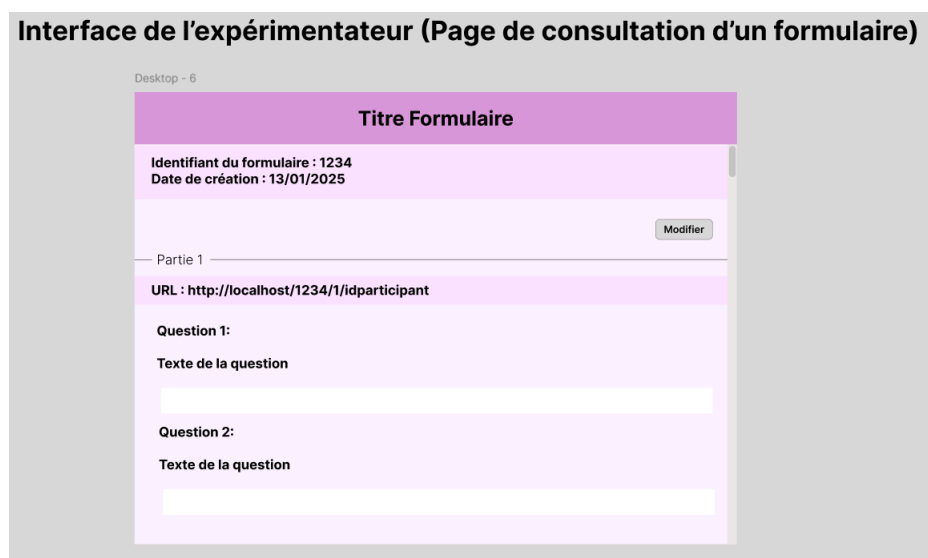 Interface de l’expérimentateur (Page de consultation d’un formulaire)
Desktop - 6
Titre Formulaire
Identifiant du formulaire : 1234
Date de création : 13/01/2025
Modifier
Partie 1
URL : http://localhost/1234/1/idparticipant
Question 1:
Texte de la question
Question 2:
Texte de la question